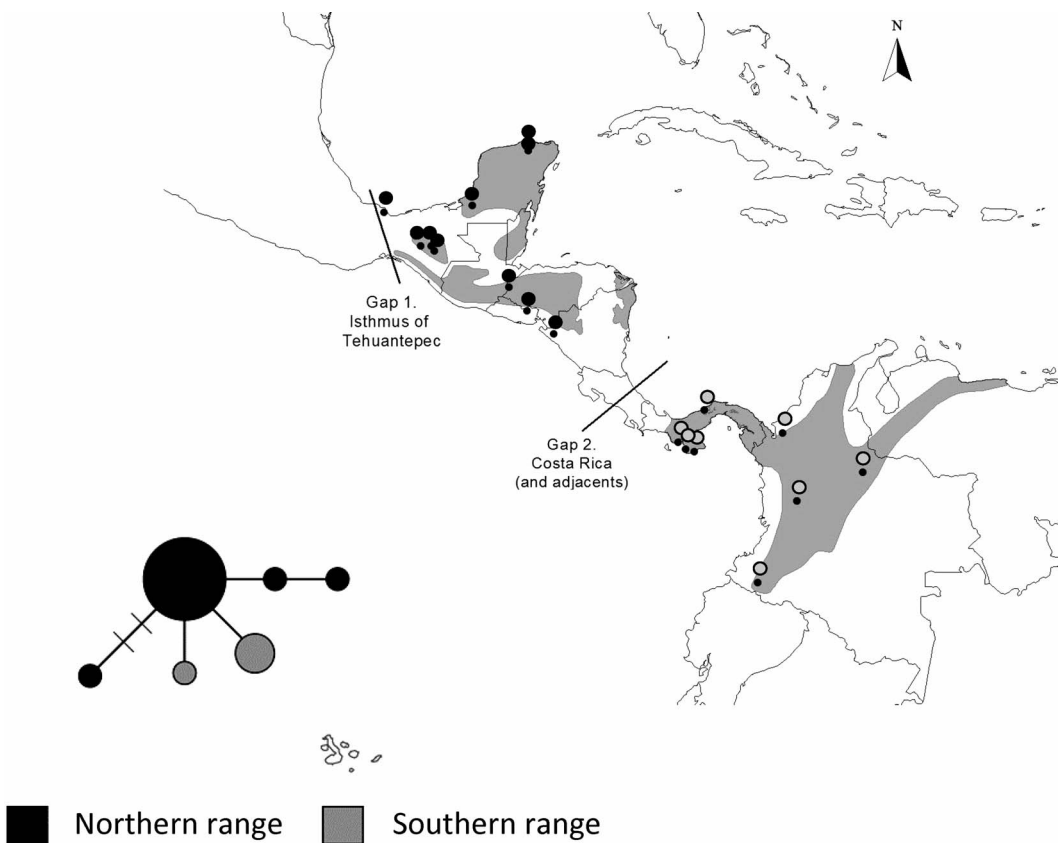 N
Gap 1.
Isthmus of
Tehuantepec
Gap 2.
Costa Rica
(and adjacents)
Northern range
Southern range